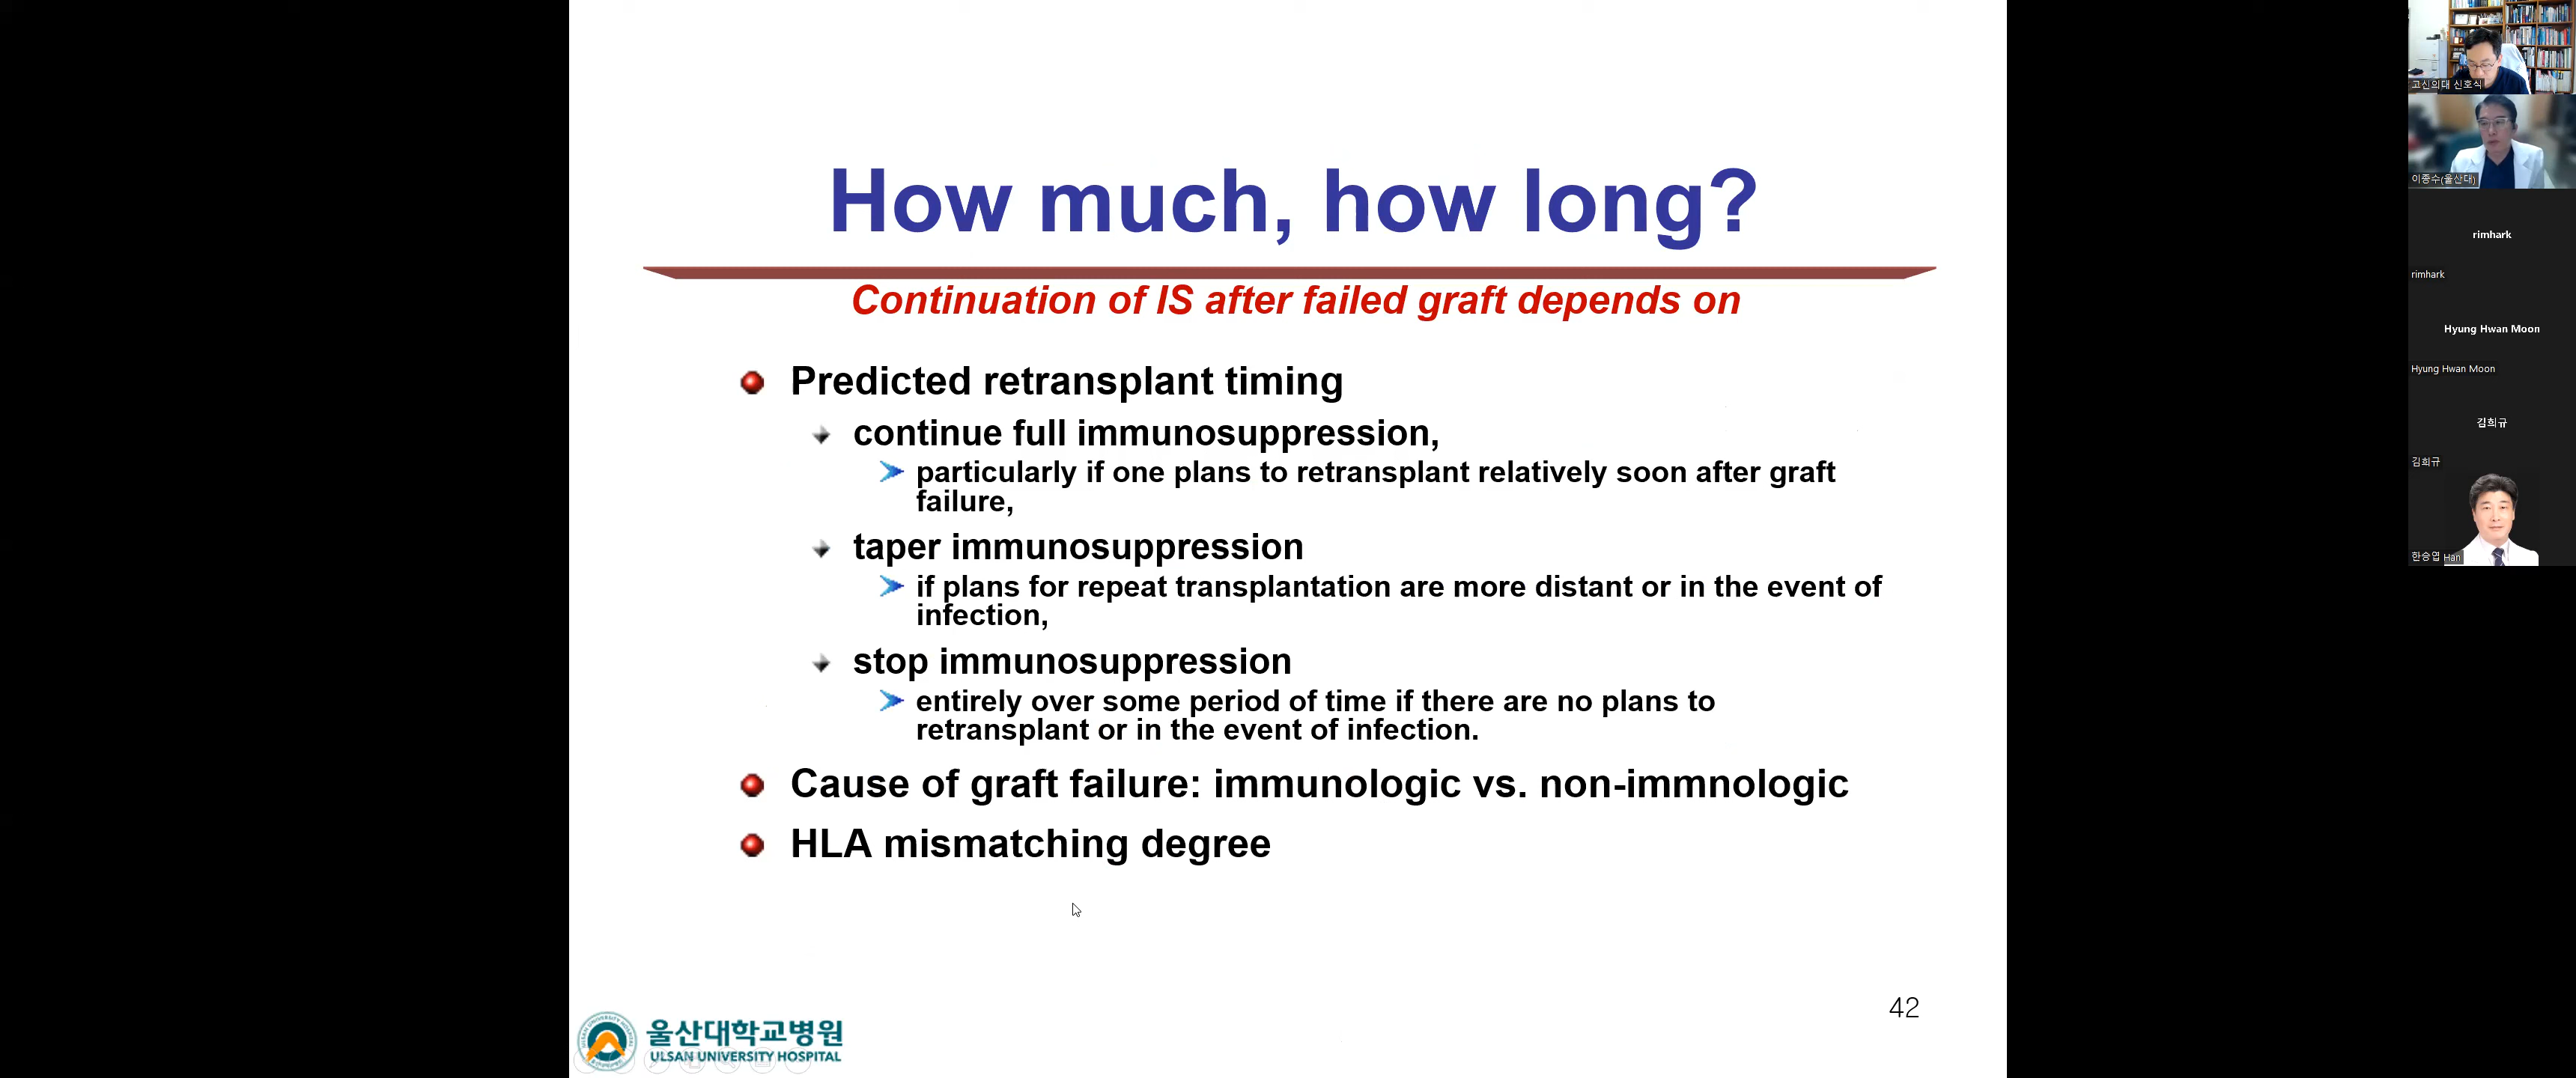 How much, how long?
Continuation of IS after failed graft depends on
Predicted retransplant timing
continue full immunosuppression,
particularly if one plans to retransplant relatively soon after graft
failure,
taper immunosuppression
if plans for repeat transplantation are more distant or in the event of
infection,
stop immunosuppression
entirely over some period of time if there are no plans to
retransplant or in the event of infection.
Cause of graft failure: immunologic vs. non-immnologic
HLA mismatching degree
42
울산대학교병원
ULSAN UNIVERSITY HOSPITAL
고신의대 신호식
이종수(울산대)
rimhark
rimhark
Hyung Hwan Moon
Hyung Hwan Moon
김희규
김희규
한승엽 Han